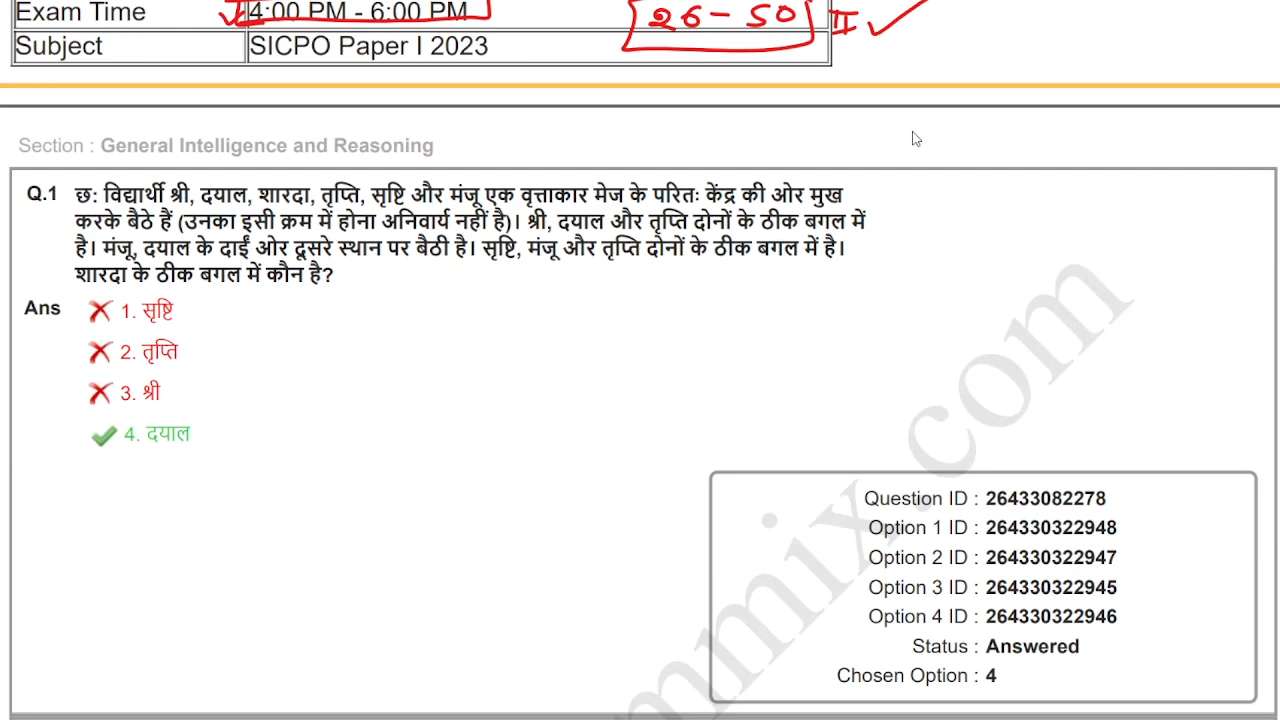 Exam Time 4:00 PM - 6:00 PM 26 - 50 II
Subject SICPO Paper I 2023
Section : General Intelligence and Reasoning
Q.1 छ: विद्यार्थी श्री, दयाल, शारदा, तृप्ति, सृष्टि और मंजू एक वृत्ताकार मेज के परितः केंद्र की ओर मुख
करके बैठे हैं (उनका इसी क्रम में होना अनिवार्य नहीं है)। श्री, दयाल और तृप्ति दोनों के ठीक बगल में
है। मंजू, दयाल के दाईं ओर दूसरे स्थान पर बैठी है। सृष्टि, मंजू और तृप्ति दोनों के ठीक बगल में है।
शारदा के ठीक बगल में कौन है?
Ans 1. सृष्टि
2. तृप्ति
3. श्री
4. दयाल
Question ID : 26433082278
Option 1 ID : 264330322948
Option 2 ID : 264330322947
Option 3 ID : 264330322945
Option 4 ID : 264330322946
Status : Answered
Chosen Option : 4
mmix.com